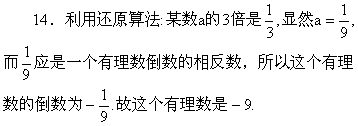 14．利用还原算法:某数a的3倍是1/3,显然a=1/9,
而1/9应是一个有理数倒数的相反数，所以这个有理
数的倒数为-1/9.故这个有理数是-9.